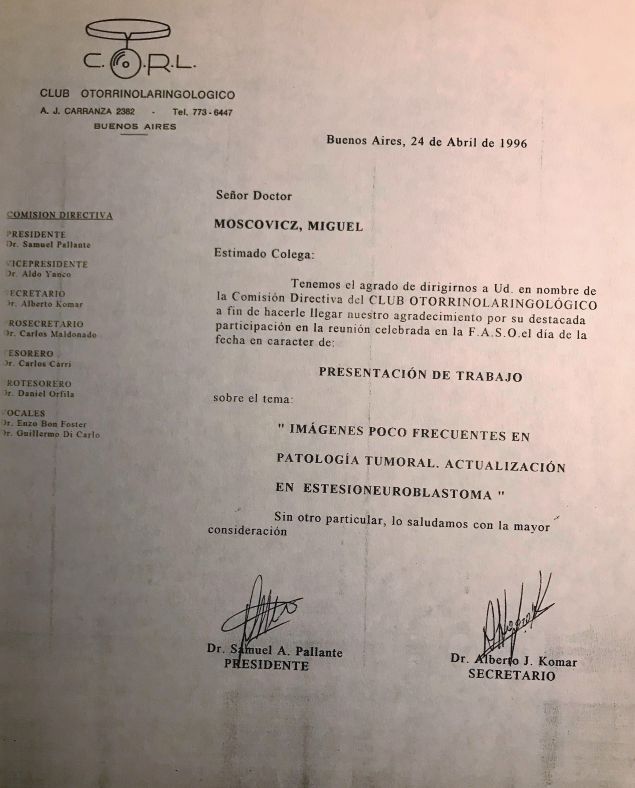 C.O.R.L.
CLUB OTORRINOLARINGOLOGICO
A. J. CARRANZA 2382 - Tel. 773-6447
BUENOS AIRES
Buenos Aires, 24 de Abril de 1996
Señor Doctor
MOSCOVICZ, MIGUEL
Estimado Colega:
COMISION DIRECTIVA
PRESIDENTE
Dr. Samuel Pallante
VICEPRESIDENTE
Dr. Aldo Yanco
SECRETARIO
Dr. Alberto Komar
ROSECRETARIO
Dr. Carlos Maldonado
TESORERO
Dr. Carlos Carri
ROTESORERO
Dr. Daniel Orfila
VOCALES
Dr. Enzo Bon Foster
Dr. Guillermo Di Carlo
Tenemos el agrado de dirigirnos a Ud. en nombre de
la Comisión Directiva del CLUB OTORRINOLARINGOLÓGICO
a fin de hacerle llegar nuestro agradecimiento por su destacada
participación en la reunión celebrada en la F.A.S.O.el día de la
fecha en caracter de:
PRESENTACIÓN DE TRABAJO
sobre el tema:
" IMÁGENES POCO FRECUENTES EN
PATOLOGÍA TUMORAL. ACTUALIZACIÓN
EN ESTESIONEUROBLASTOMA "
Sin otro particular, lo saludamos con la mayor
consideración
Dr. Samuel A. Pallante
PRESIDENTE
Dr. Alberto J. Komar
SECRETARIO